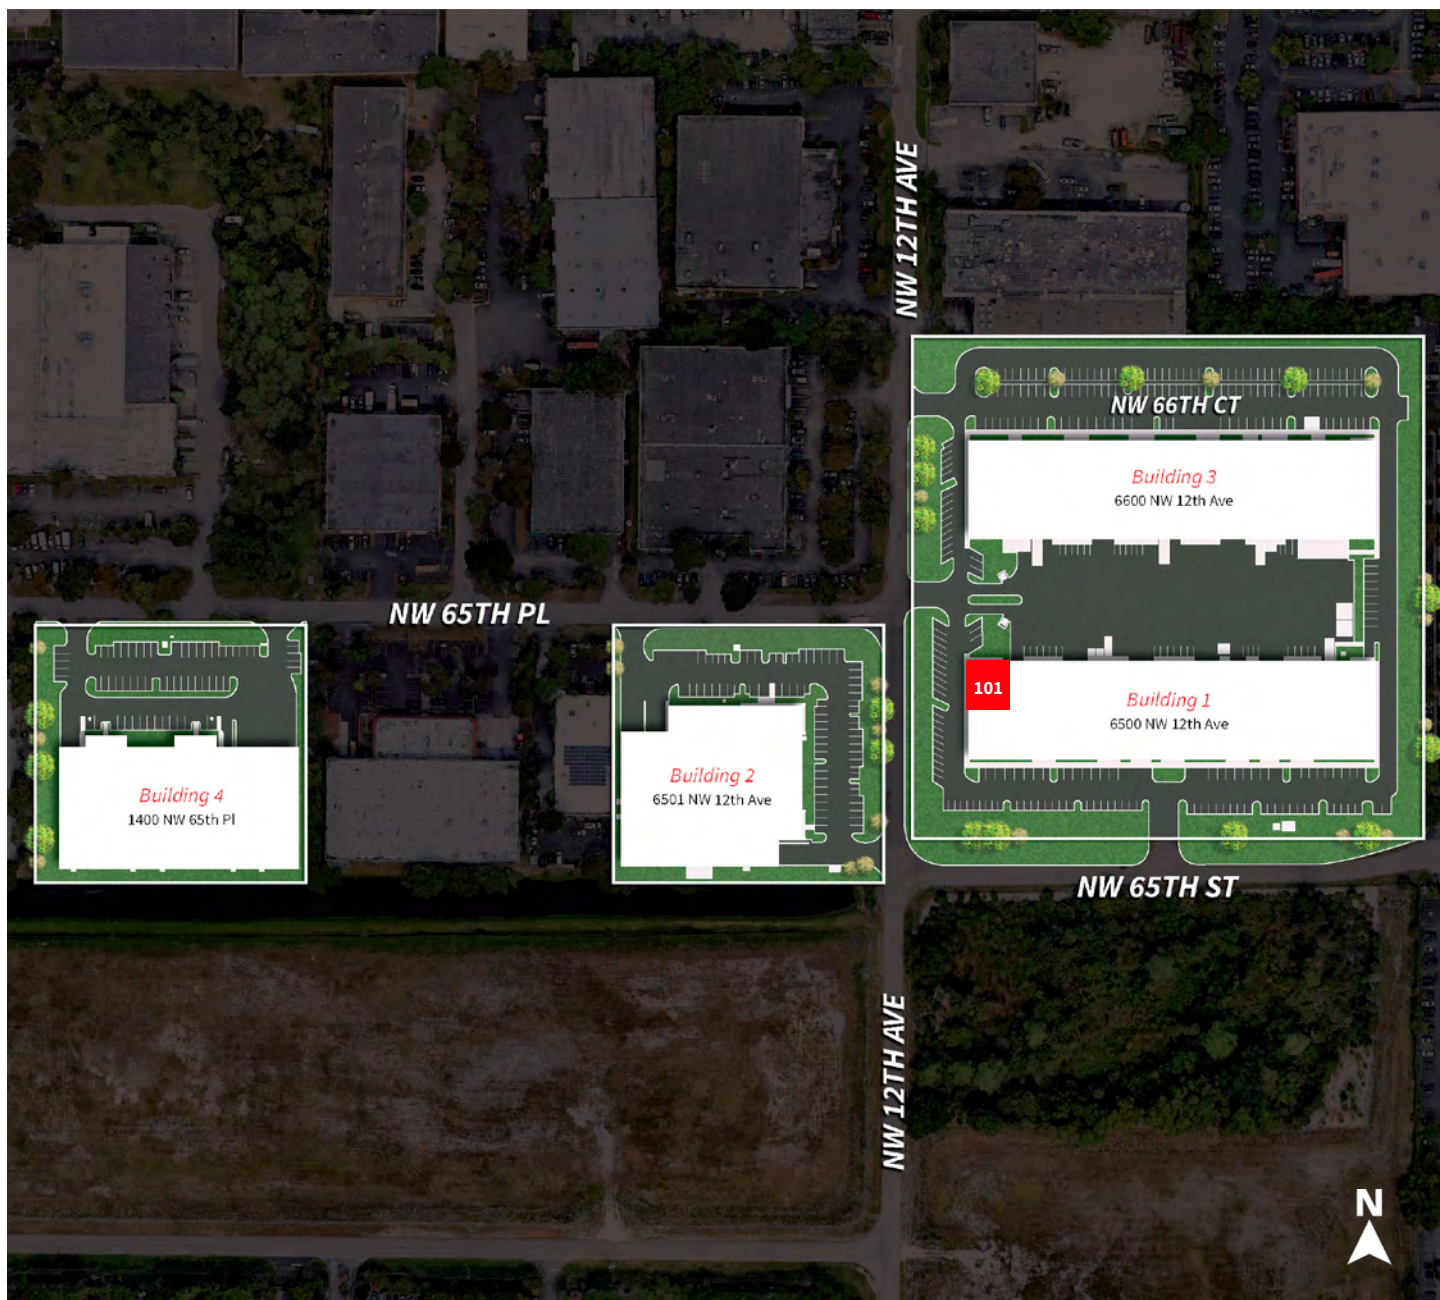 NW 12TH AVE
NW 66TH CT
Building 3
6600 NW 12th Ave
NW 65TH PL
101
Building 1
6500 NW 12th Ave
Building 2
6501 NW 12th Ave
Building 4
1400 NW 65th Pl
NW 65TH ST
NW 12TH AVE
N